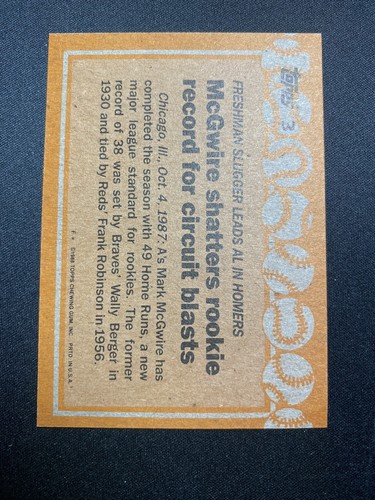 topps 3
FRESHMAN SLUGGER LEADS AL IN HOMERS
McGwire shatters rookie
record for circuit blasts
Chicago, Ill., Oct. 4, 1987: A's Mark McGwire has
completed the season with 49 Home Runs, a new
major league standard for rookies. The former
record of 38 was set by Braves' Wally Berger in
1930 and tied by Reds' Frank Robinson in 1956.
F* ©1988 TOPPS CHEWING GUM, INC. PRTD. IN U.S.A.